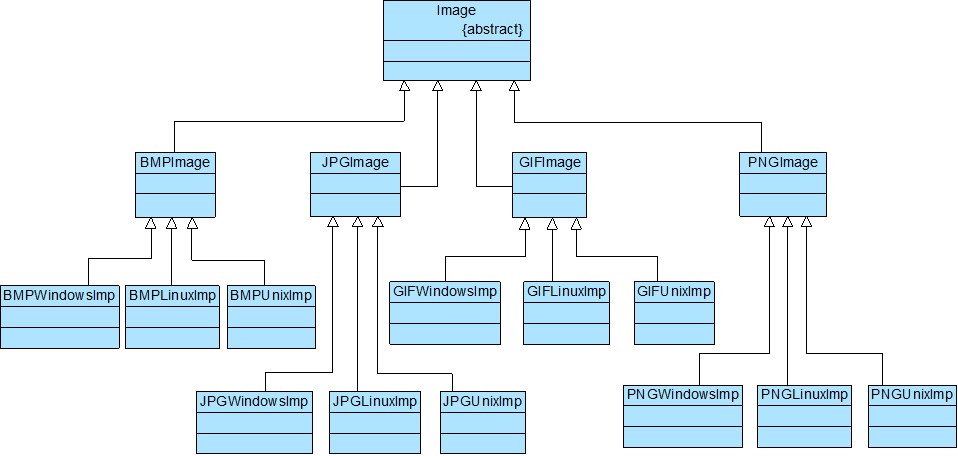 Image
{abstract}
BMPImage
JPGImage
GIFImage
PNGImage
BMPWindowsImp
BMPLinuxImp
BMPUnixImp
GIFWindowsImp
GIFLinuxImp
GIFUnixImp
JPGWindowsImp
JPGLinuxImp
JPGUnixImp
PNGWindowsImp
PNGLinuxImp
PNGUnixImp